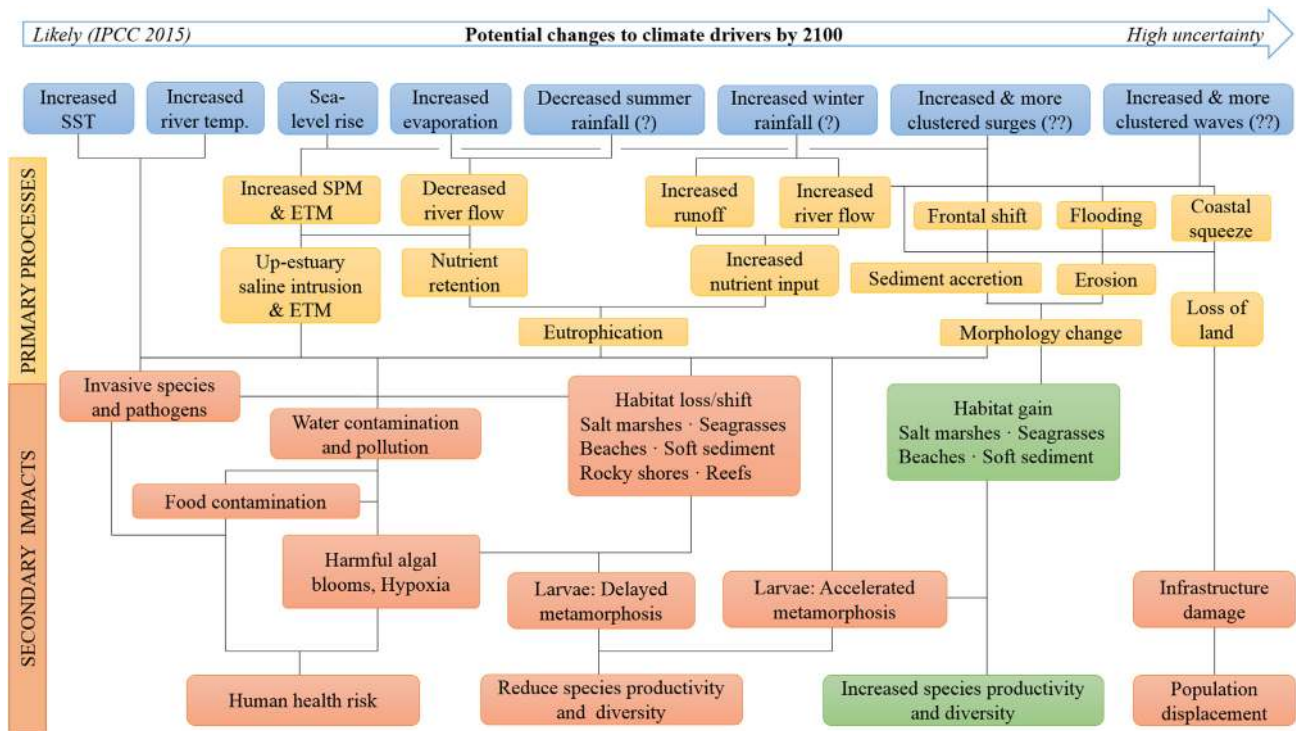 Likely (IPCC 2015)
Potential changes to climate drivers by 2100
High uncertainty
Increased
SST
Increased
river temp.
Sea-
level rise
Increased
evaporation
Decreased summer
rainfall (?)
Increased winter
rainfall (?)
Increased & more
clustered surges (??)
Increased & more
clustered waves (??)
PRIMARY PROCESSES
Increased SPM
& ETM
Decreased
river flow
Increased
runoff
Increased
river flow
Frontal shift
Flooding
Coastal
squeeze
Up-estuary
saline intrusion
& ETM
Nutrient
retention
Increased
nutrient input
Sediment accretion
Erosion
Eutrophication
Morphology change
Loss of
land
SECONDARY IMPACTS
Invasive species
and pathogens
Water contamination
and pollution
Habitat loss/shift
Salt marshes · Seagrasses
Beaches · Soft sediment
Rocky shores · Reefs
Habitat gain
Salt marshes · Seagrasses
Beaches · Soft sediment
Food contamination
Harmful algal
blooms, Hypoxia
Larvae: Delayed
metamorphosis
Larvae: Accelerated
metamorphosis
Infrastructure
damage
Human health risk
Reduce species productivity
and diversity
Increased species productivity
and diversity
Population
displacement